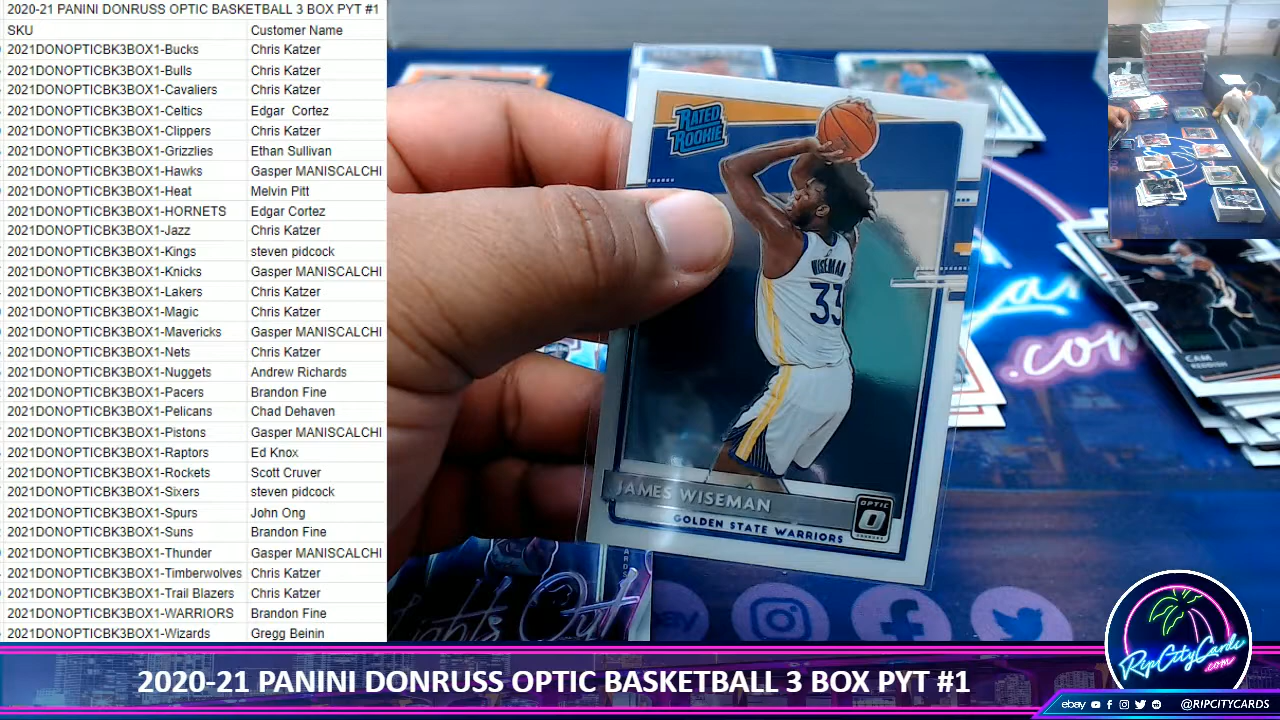 2020-21 PANINI DONRUSS OPTIC BASKETBALL 3 BOX PYT #1
SKU Customer Name
2021DONOPTICBK3BOX1-Bucks Chris Katzer
2021DONOPTICBK3BOX1-Bulls Chris Katzer
2021DONOPTICBK3BOX1-Cavaliers Chris Katzer
2021DONOPTICBK3BOX1-Celtics Edgar Cortez
2021DONOPTICBK3BOX1-Clippers Chris Katzer
2021DONOPTICBK3BOX1-Grizzlies Ethan Sullivan
2021DONOPTICBK3BOX1-Hawks Gasper MANISCALCHI
2021DONOPTICBK3BOX1-Heat Melvin Pitt
2021DONOPTICBK3BOX1-HORNETS Edgar Cortez
2021DONOPTICBK3BOX1-Jazz Chris Katzer
2021DONOPTICBK3BOX1-Kings steven pidcock
2021DONOPTICBK3BOX1-Knicks Gasper MANISCALCHI
2021DONOPTICBK3BOX1-Lakers Chris Katzer
2021DONOPTICBK3BOX1-Magic Chris Katzer
2021DONOPTICBK3BOX1-Mavericks Gasper MANISCALCHI
2021DONOPTICBK3BOX1-Nets Chris Katzer
2021DONOPTICBK3BOX1-Nuggets Andrew Richards
2021DONOPTICBK3BOX1-Pacers Brandon Fine
2021DONOPTICBK3BOX1-Pelicans Chad Dehaven
2021DONOPTICBK3BOX1-Pistons Gasper MANISCALCHI
2021DONOPTICBK3BOX1-Raptors Ed Knox
2021DONOPTICBK3BOX1-Rockets Scott Cruver
2021DONOPTICBK3BOX1-Sixers steven pidcock
2021DONOPTICBK3BOX1-Spurs John Ong
2021DONOPTICBK3BOX1-Suns Brandon Fine
2021DONOPTICBK3BOX1-Thunder Gasper MANISCALCHI
2021DONOPTICBK3BOX1-Timberwolves Chris Katzer
2021DONOPTICBK3BOX1-Trail Blazers Chris Katzer
2021DONOPTICBK3BOX1-WARRIORS Brandon Fine
2021DONOPTICBK3BOX1-Wizards Gregg Beinin
RATED
ROOKIE
WISEMAN
33
JAMES WISEMAN
GOLDEN STATE WARRIORS
OPTIC
DONRUSS
.com
CAM
REDDISH
Lights Out
ebay
2020-21 PANINI DONRUSS OPTIC BASKETBALL 3 BOX PYT #1
RipCityCards
.com
ebay @RIPCITYCARDS